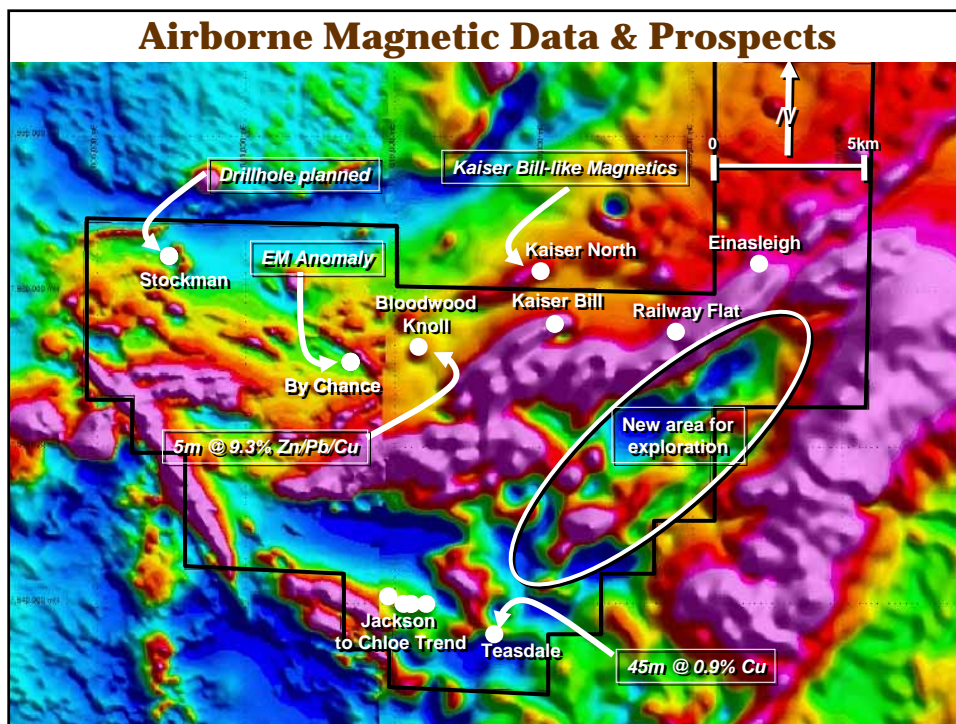 Airborne Magnetic Data & Prospects
N
0
5km
Drillhole planned
Kaiser Bill-like Magnetics
Stockman
EM Anomaly
Kaiser North
Einasleigh
Bloodwood
Knoll
Kaiser Bill
Railway Flat
By Chance
5m @ 9.3% Zn/Pb/Cu
New area for
exploration
Jackson
to Chloe Trend
Teasdale
45m @ 0.9% Cu